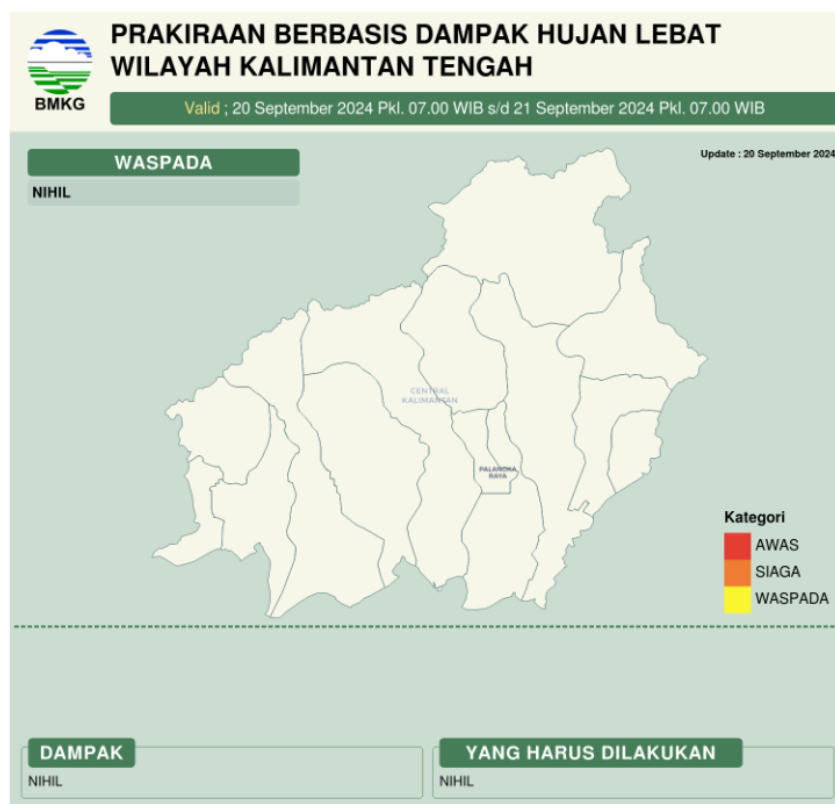 PRAKIRAAN BERBASIS DAMPAK HUJAN LEBAT
WILAYAH KALIMANTAN TENGAH
BMKG
Valid ; 20 September 2024 Pkl. 07.00 WIB s/d 21 September 2024 Pkl. 07.00 WIB
Update : 20 September 2024
WASPADA
NIHIL
CENTRAL
KALIMANTAN
PALANGKA
RAYA
Kategori
AWAS
SIAGA
WASPADA
DAMPAK
NIHIL
YANG HARUS DILAKUKAN
NIHIL